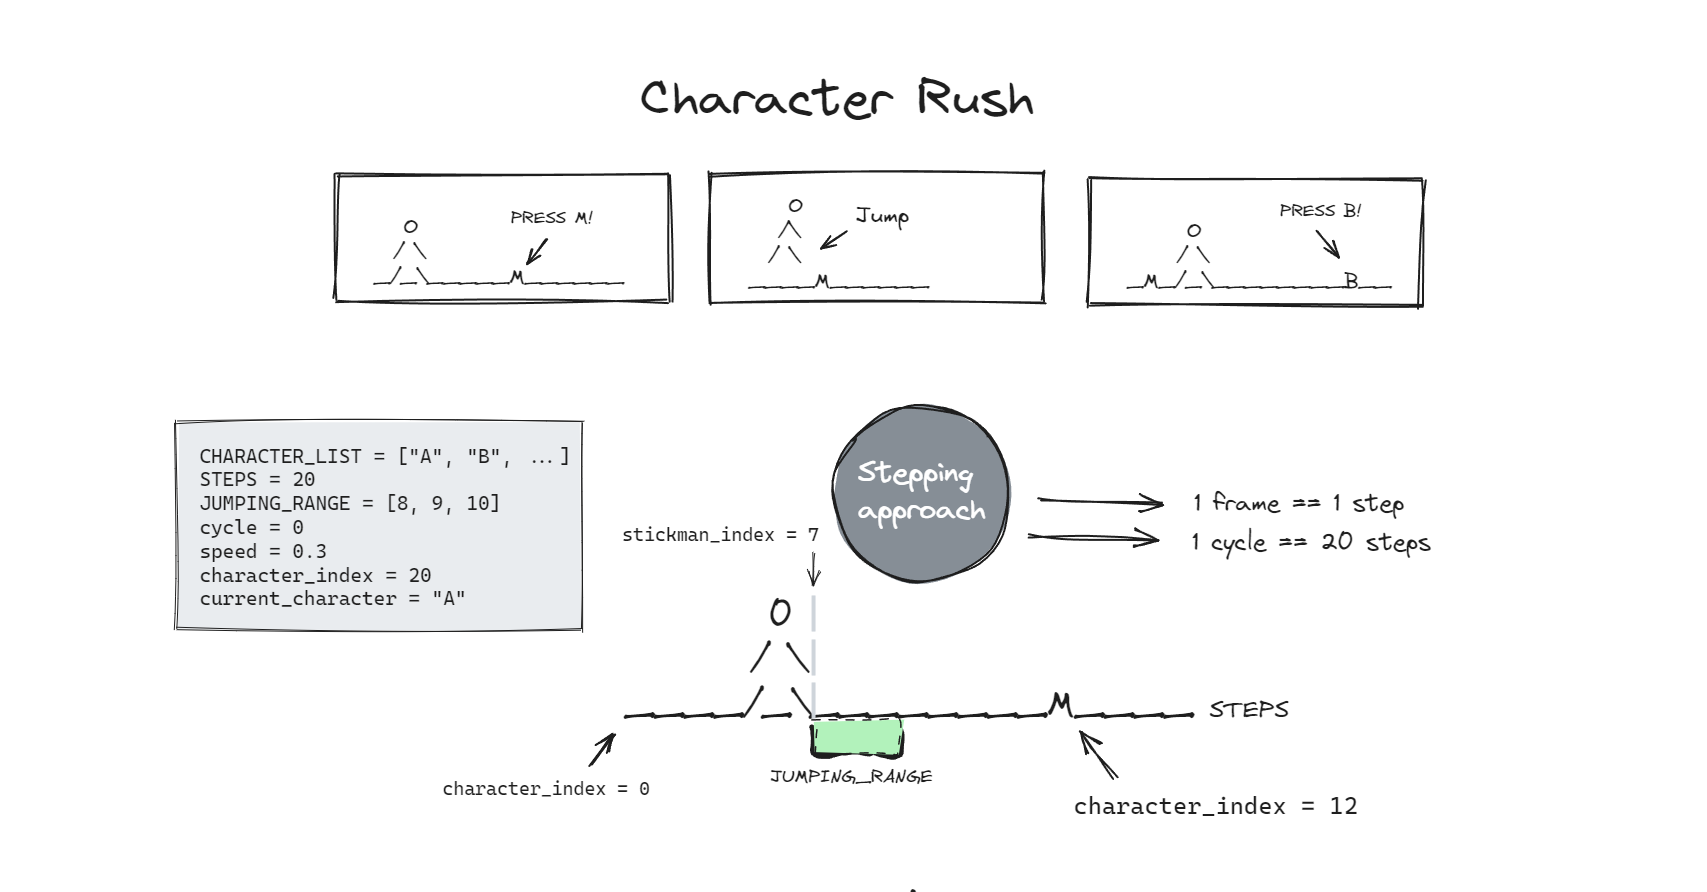 Character Rush
PRESS M!
M
Jump
M
PRESS B!
M
B
CHARACTER_LIST = ["A", "B", ...]
STEPS = 20
JUMPING_RANGE = [8, 9, 10]
cycle = 0
speed = 0.3
character_index = 20
current_character = "A"
Stepping
approach
1 frame == 1 step
1 cycle == 20 steps
stickman_index = 7
M
STEPS
JUMPING_RANGE
character_index = 0
character_index = 12